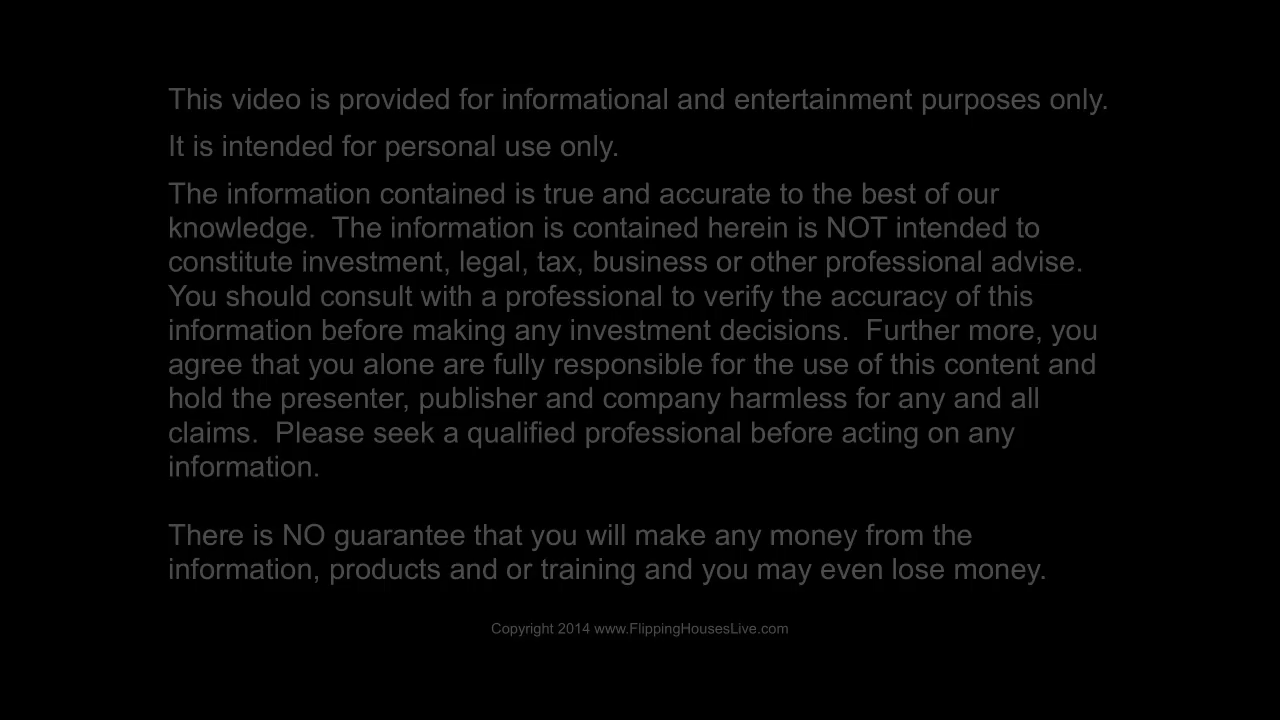 This video is provided for informational and entertainment purposes only.
It is intended for personal use only.
The information contained is true and accurate to the best of our
knowledge.  The information is contained herein is NOT intended to
constitute investment, legal, tax, business or other professional advise.
You should consult with a professional to verify the accuracy of this
information before making any investment decisions.  Further more, you
agree that you alone are fully responsible for the use of this content and
hold the presenter, publisher and company harmless for any and all
claims.  Please seek a qualified professional before acting on any
information.
There is NO guarantee that you will make any money from the
information, products and or training and you may even lose money.
Copyright 2014 www.FlippingHousesLive.com